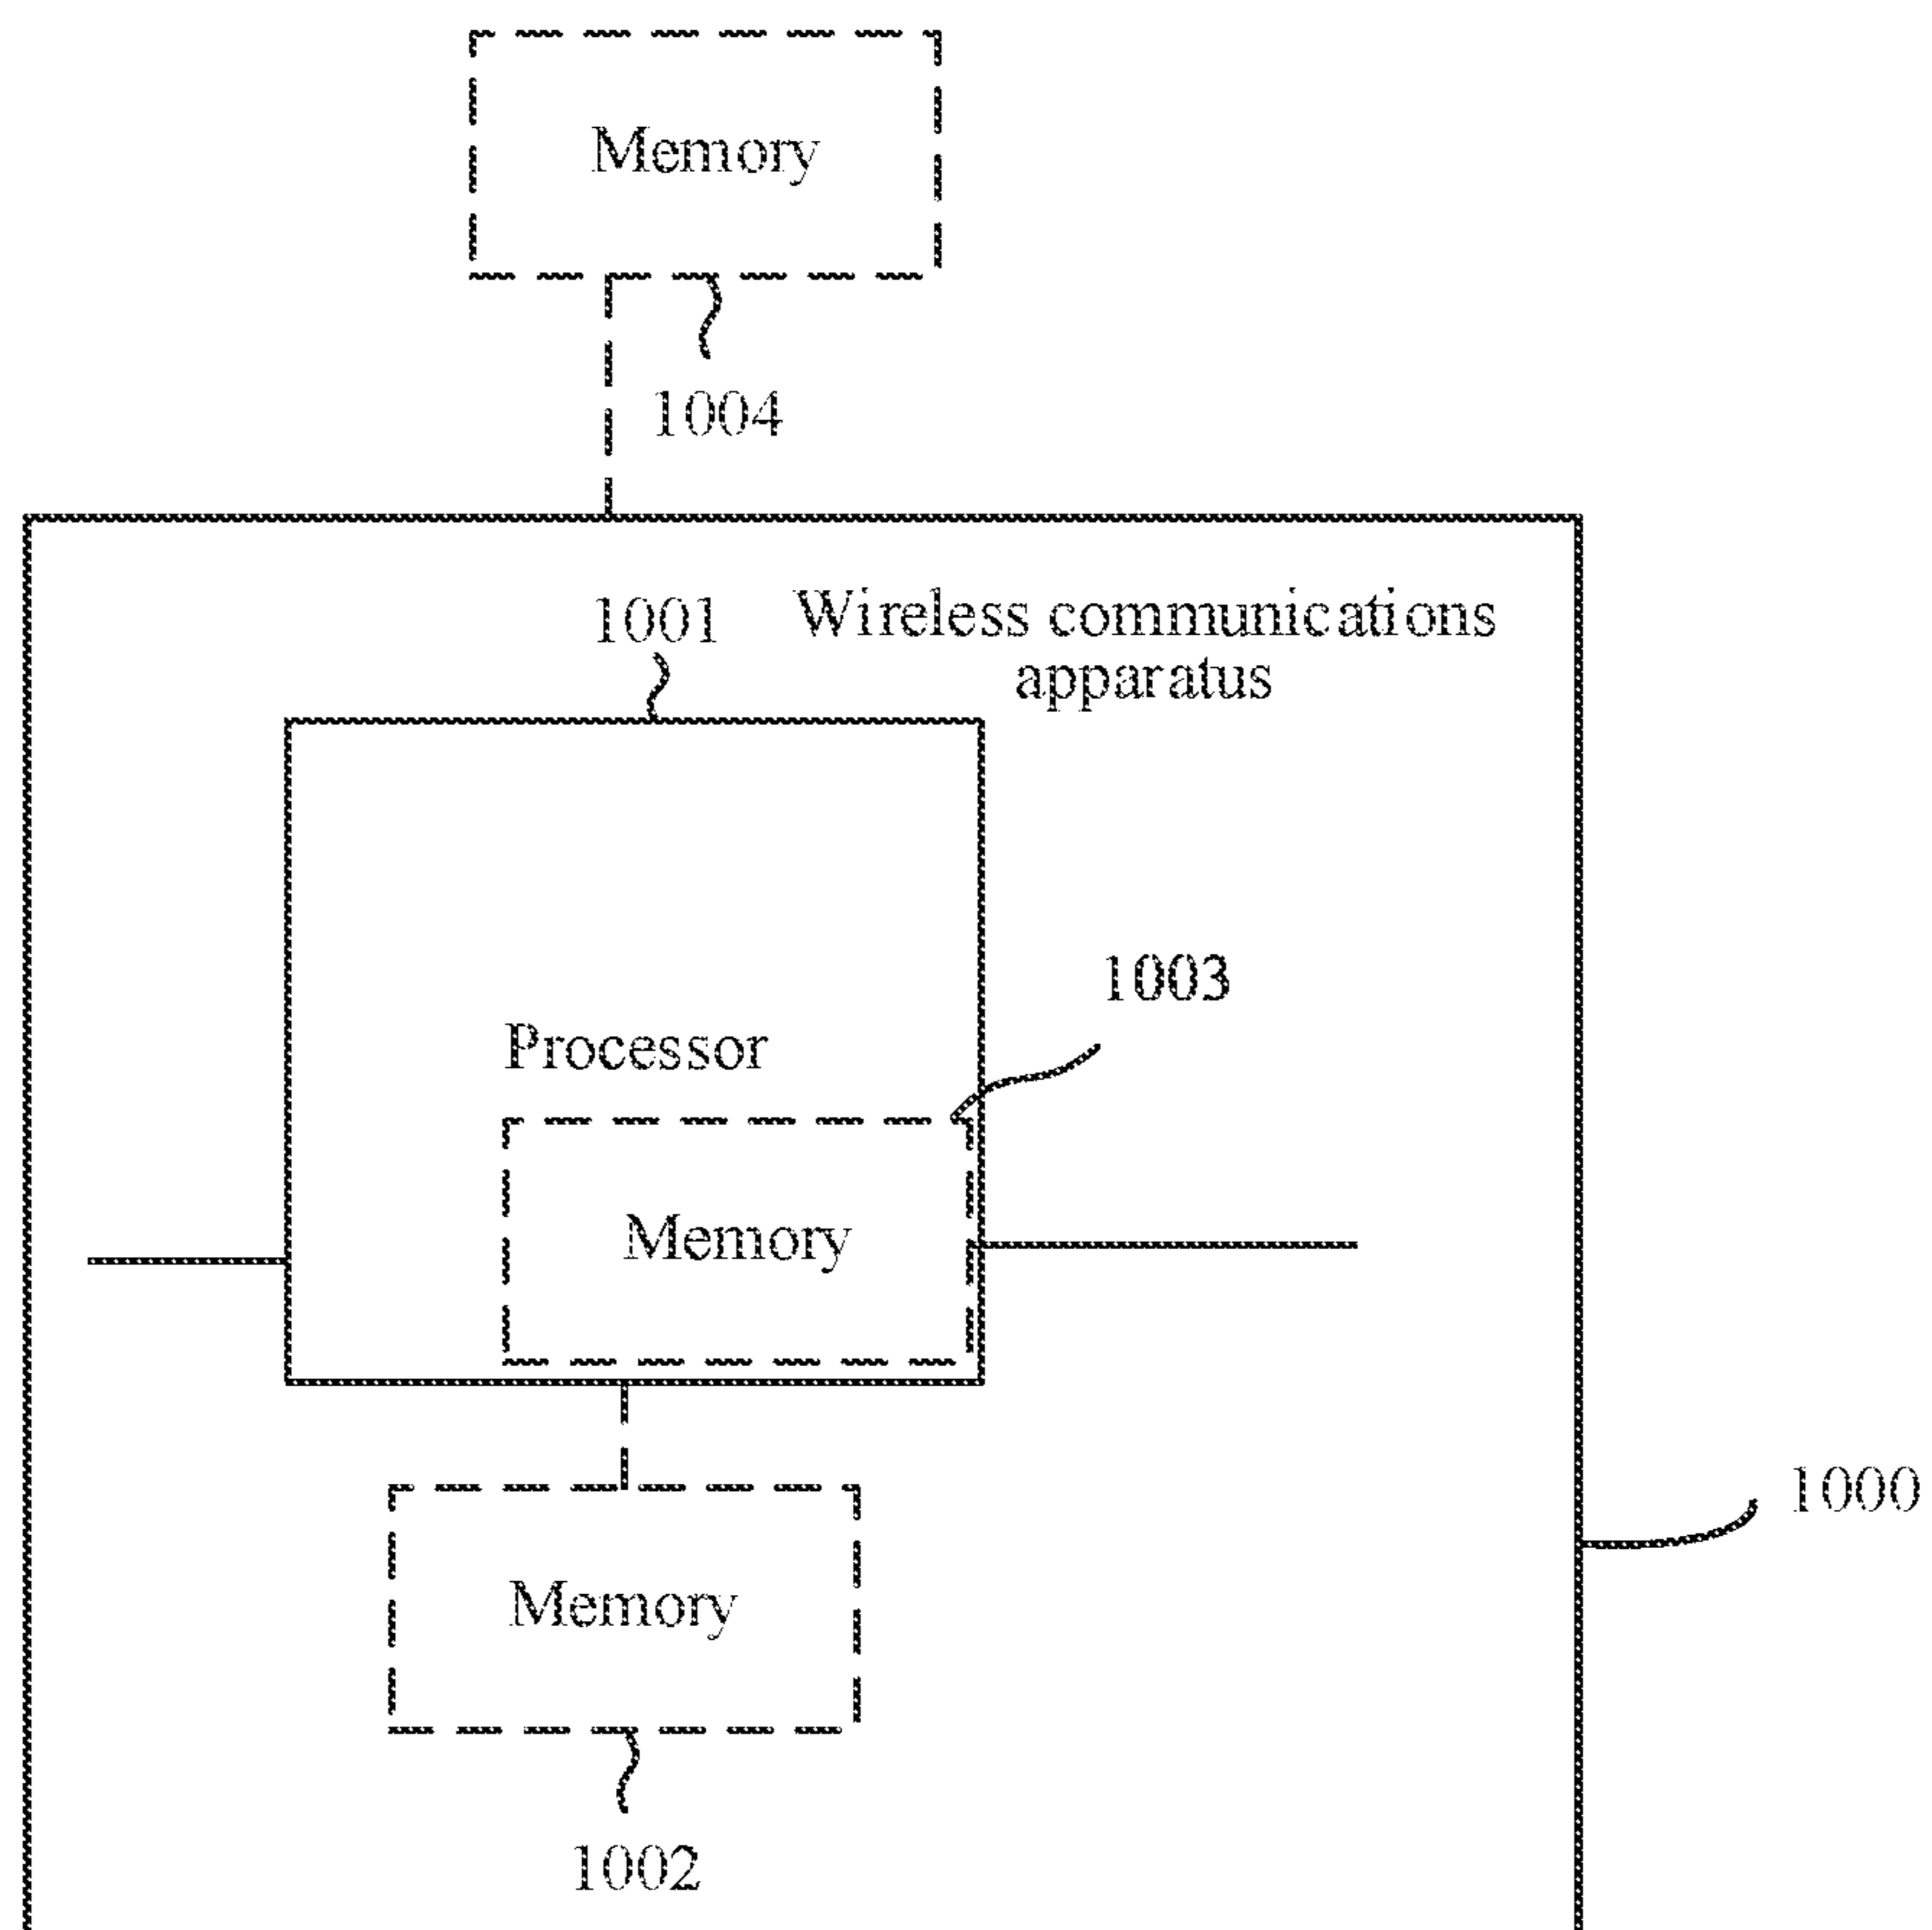 Memory
1004
1001
Wireless communications
apparatus
1003
Processor
Memory
1000
Memory
1002